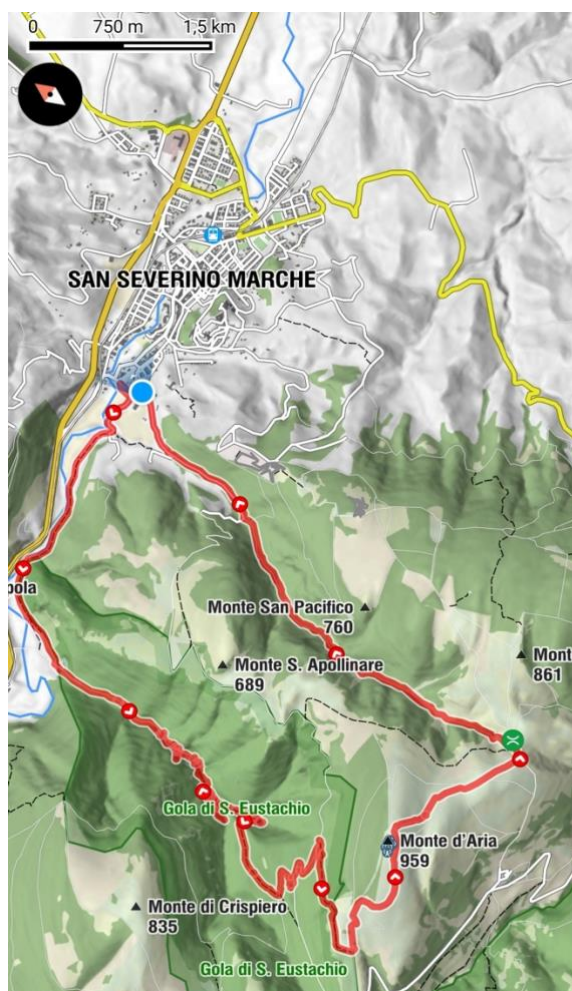 0 750 m 1,5 km
SAN SEVERINO MARCHE
Monte San Pacifico
760
Monte S. Apollinare
689
Mont
861
Gola di S. Eustachio
Monte d'Aria
959
Monte di Crispiero
835
Gola di S. Eustachio